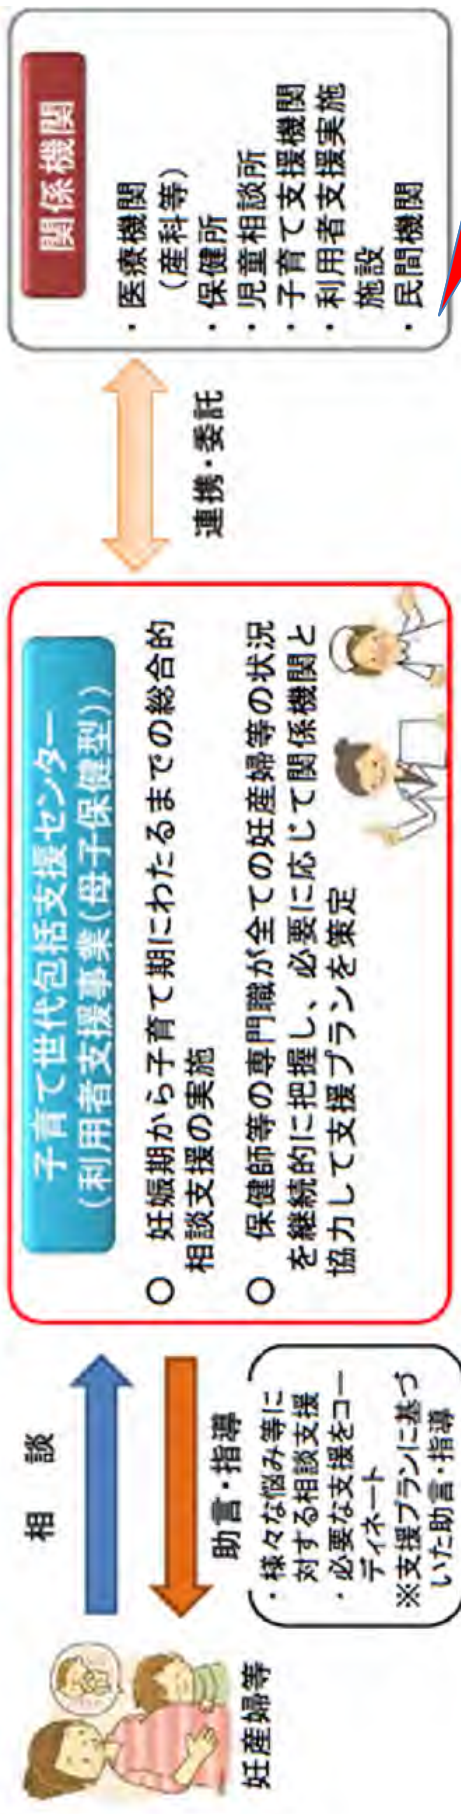 相　談
助言・指導
・様々な悩み等に
対する相談支援
・必要な支援をコー
ディネート
※支援プランに基づ
いた助言・指導
妊産婦等
子育て世代包括支援センター
(利用者支援事業(母子保健型))
○　妊娠期から子育て期にわたるまでの総合的
相談支援の実施
○　保健師等の専門職が全ての妊産婦等の状況
を継続的に把握し、必要に応じて関係機関と
協力して支援プランを策定
連携・委託
関係機関
・医療機関
（産科等）
・保健所
・児童相談所
・子育て支援機関
・利用者支援実施
施設
・民間機関